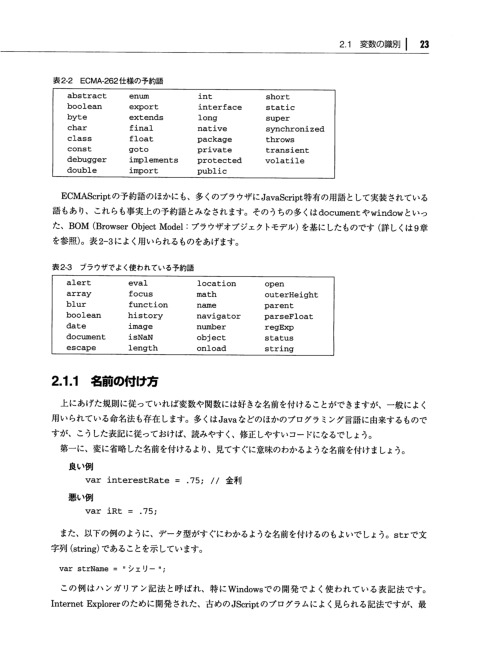 2.1 変数の識別 23
表2-2 ECMA-262仕様の予約語
abstract enum int short
boolean export interface static
byte extends long super
char final native synchronized
class float package throws
const goto private transient
debugger implements protected volatile
double import public
ECMAScriptの予約語のほかにも、多くのブラウザにJavaScript特有の用語として実装されている
語もあり、これらも事実上の予約語とみなされます。そのうちの多くはdocumentやwindowといっ
た、BOM (Browser Object Model：ブラウザオブジェクトモデル) を基にしたものです (詳しくは9章
を参照)。表2-3によく用いられるものをあげます。
表2-3 ブラウザでよく使われている予約語
alert eval location open
array focus math outerHeight
blur function name parent
boolean history navigator parseFloat
date image number regExp
document isNaN object status
escape length onload string
2.1.1 名前の付け方
上にあげた規則に従っていれば変数や関数には好きな名前を付けることができますが、一般によく
用いられている命名法も存在します。多くはJavaなどのほかのプログラミング言語に由来するもので
すが、こうした表記に従っておけば、読みやすく、修正しやすいコードになるでしょう。
第一に、変に省略した名前を付けるより、見てすぐに意味のわかるような名前を付けましょう。
良い例
var interestRate = .75; // 金利
悪い例
var iRt = .75;
また、以下の例のように、データ型がすぐにわかるような名前を付けるのもよいでしょう。strで文
字列 (string) であることを示しています。
var strName = "シェリー";
この例はハンガリアン記法と呼ばれ、特にWindowsでの開発でよく使われている表記法です。
Internet Explorerのために開発された、古めのJScriptのプログラムによく見られる記法ですが、最